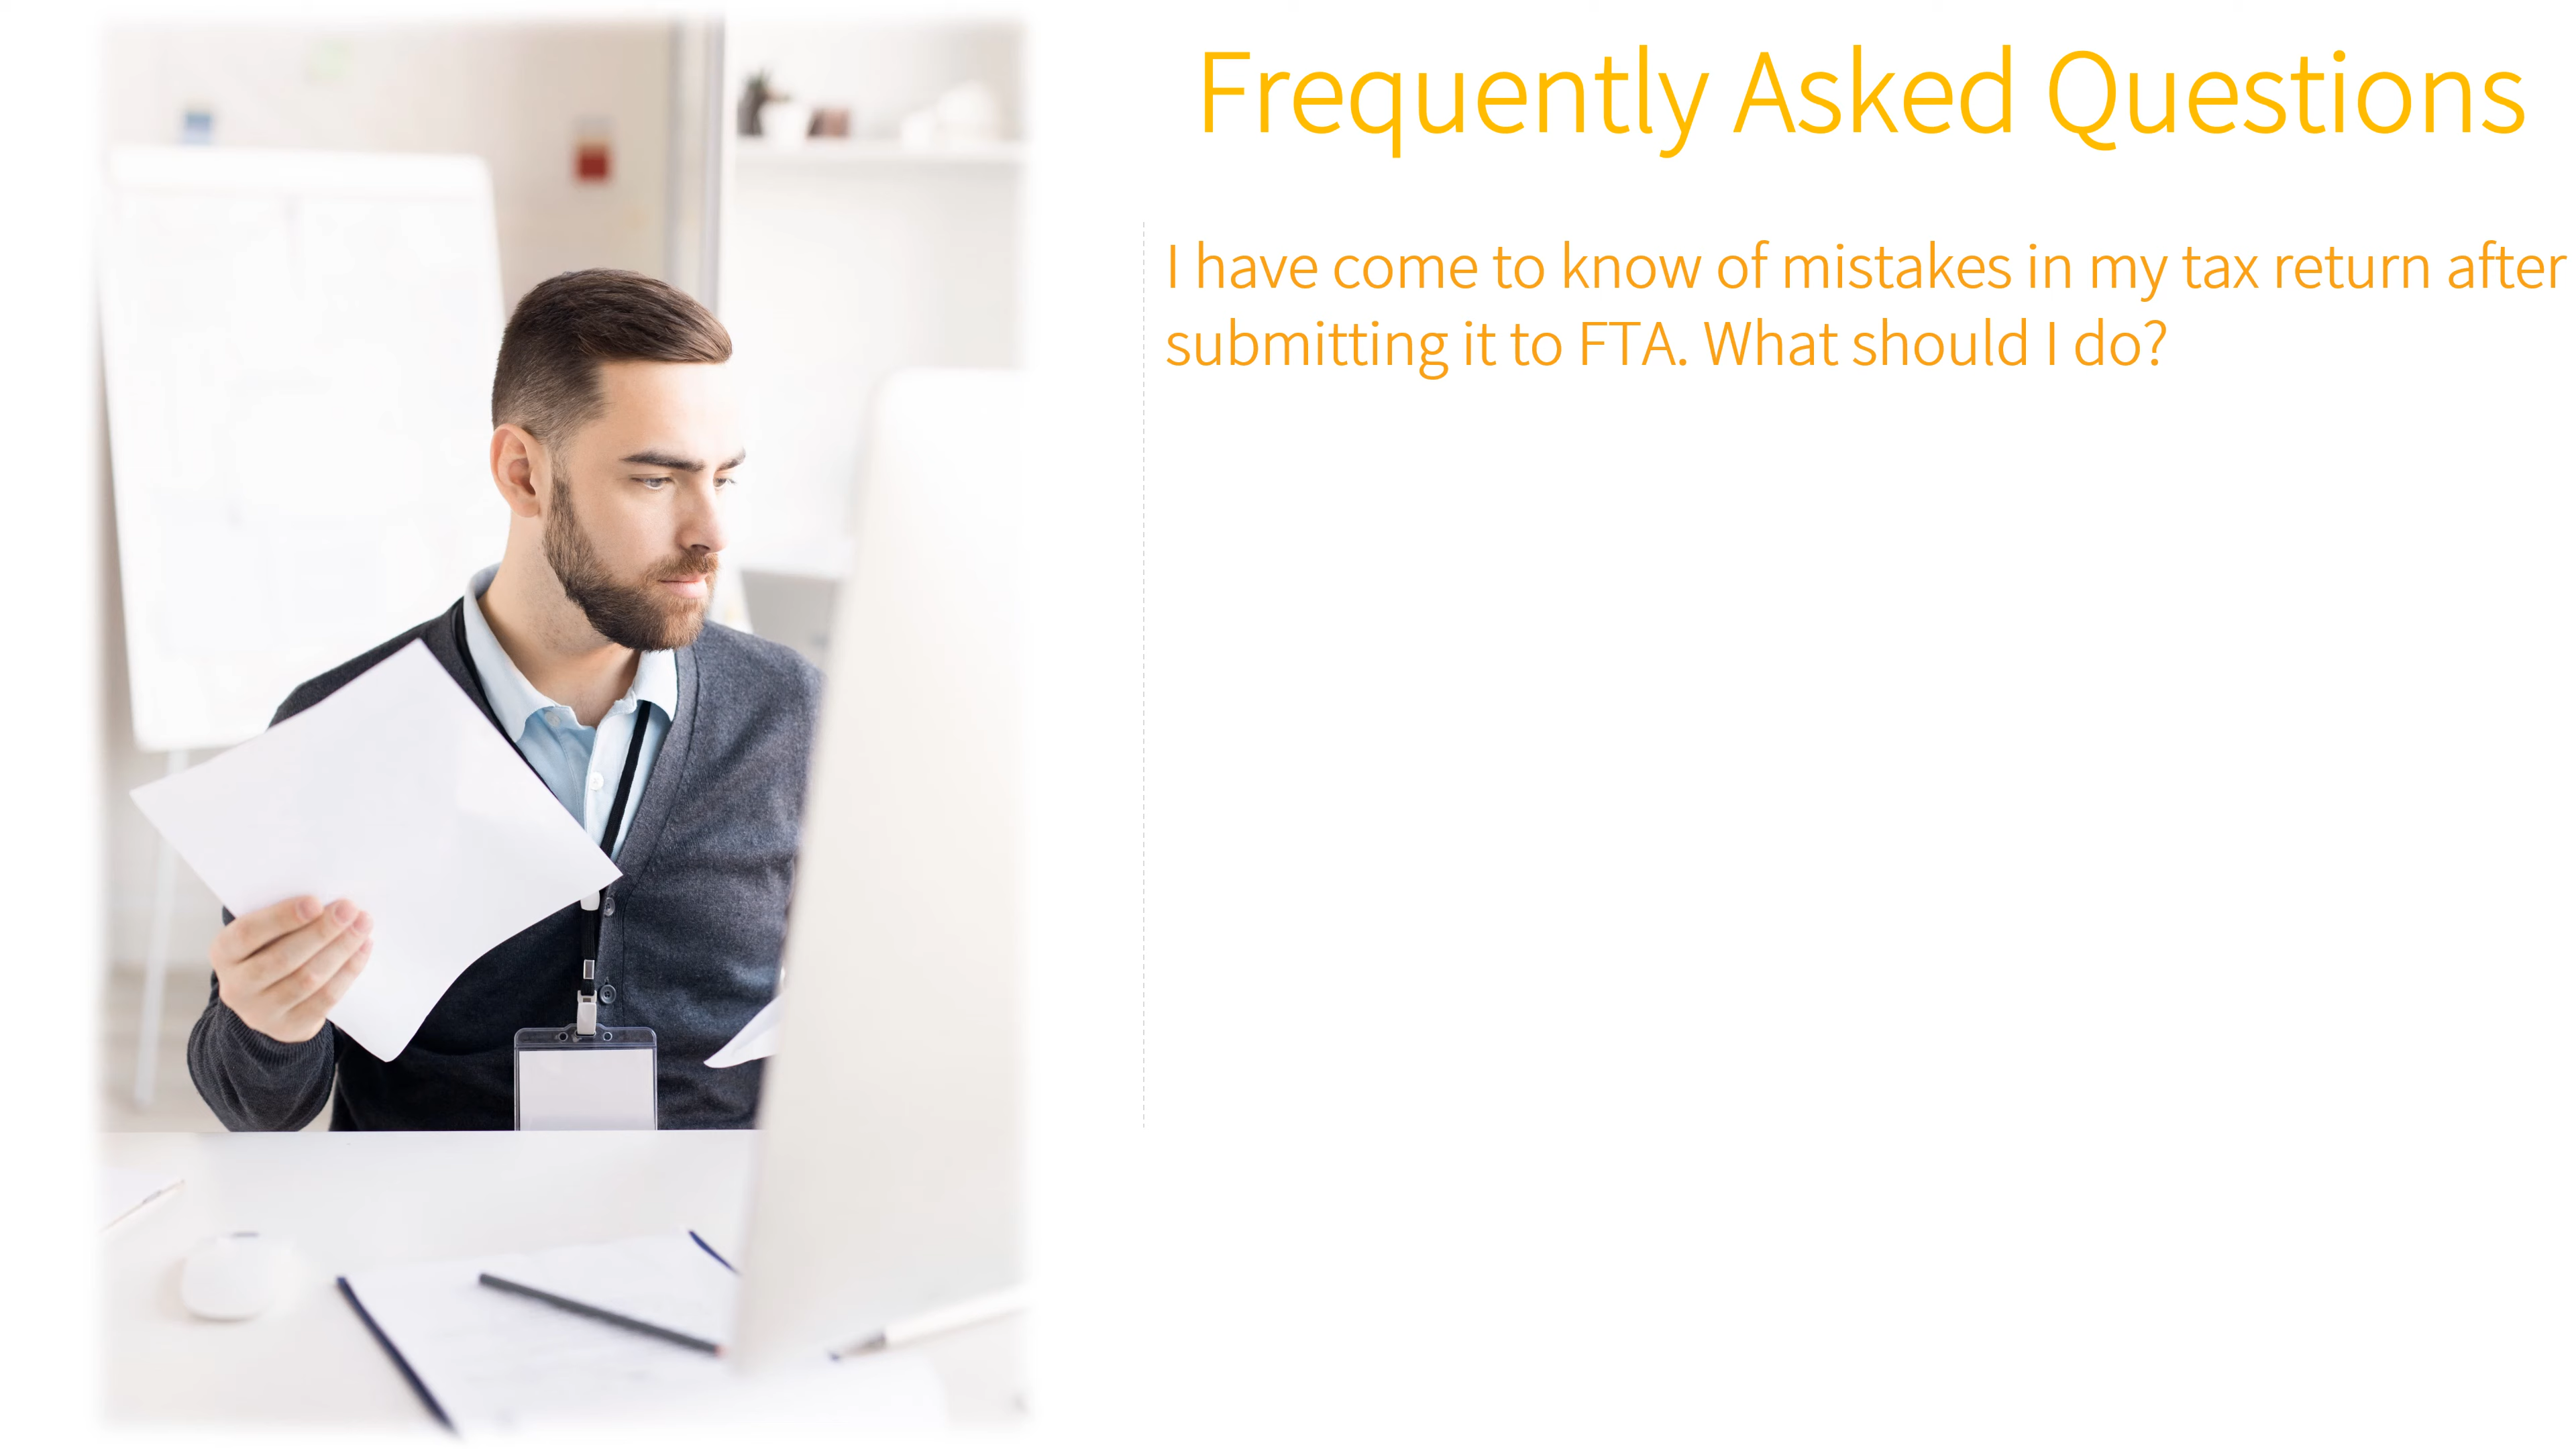 Frequently Asked Questions
I have come to know of mistakes in my tax return after
submitting it to FTA. What should I do?